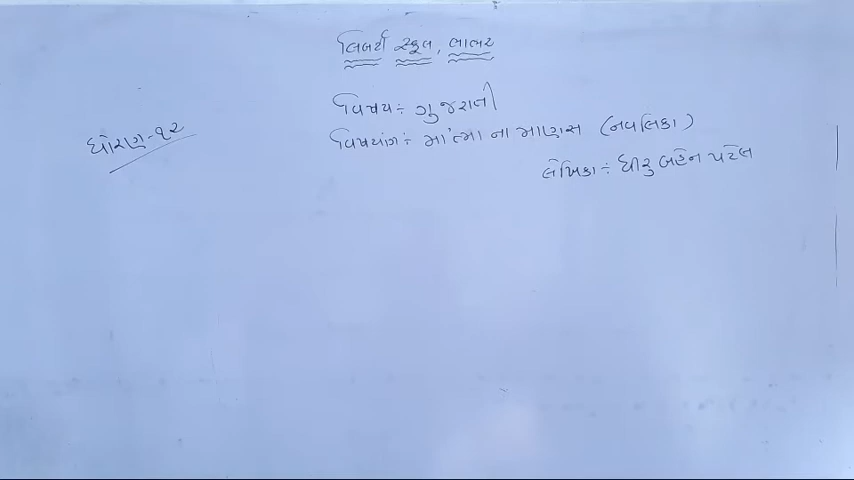 લિબર્ટી સ્કૂલ, લાલર
ધોરણ-૧૨
વિષય :- ગુજરાતી
વિષયાંગ :- મા'ત્મા ના માણસ (નવલિકા)
લેખિકા :- ધીરુ બહેન પટેલ